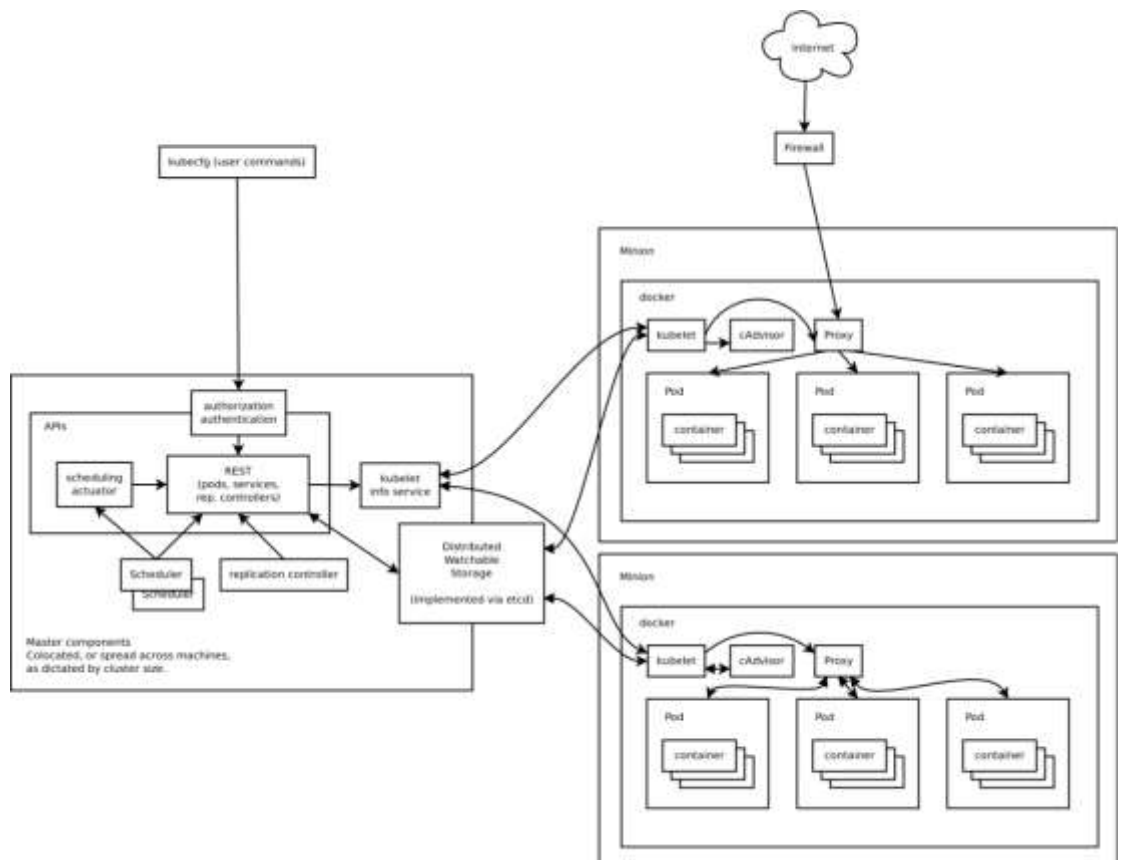 Internet
Firewall
kubecfg (user commands)
Minion
docker
kubelet
cAdvisor
Proxy
Pod
Pod
Pod
container
container
container
authorization
authentication
APIs
scheduling
actuator
REST
(pods, services,
rep. controllers)
kubelet
info service
Distributed
Watchable
Storage
(implemented via etcd)
Scheduler
Scheduler
replication controller
Master components
Colocated, or spread across machines,
as dictated by cluster size.
Minion
docker
kubelet
cAdvisor
Proxy
Pod
Pod
Pod
container
container
container